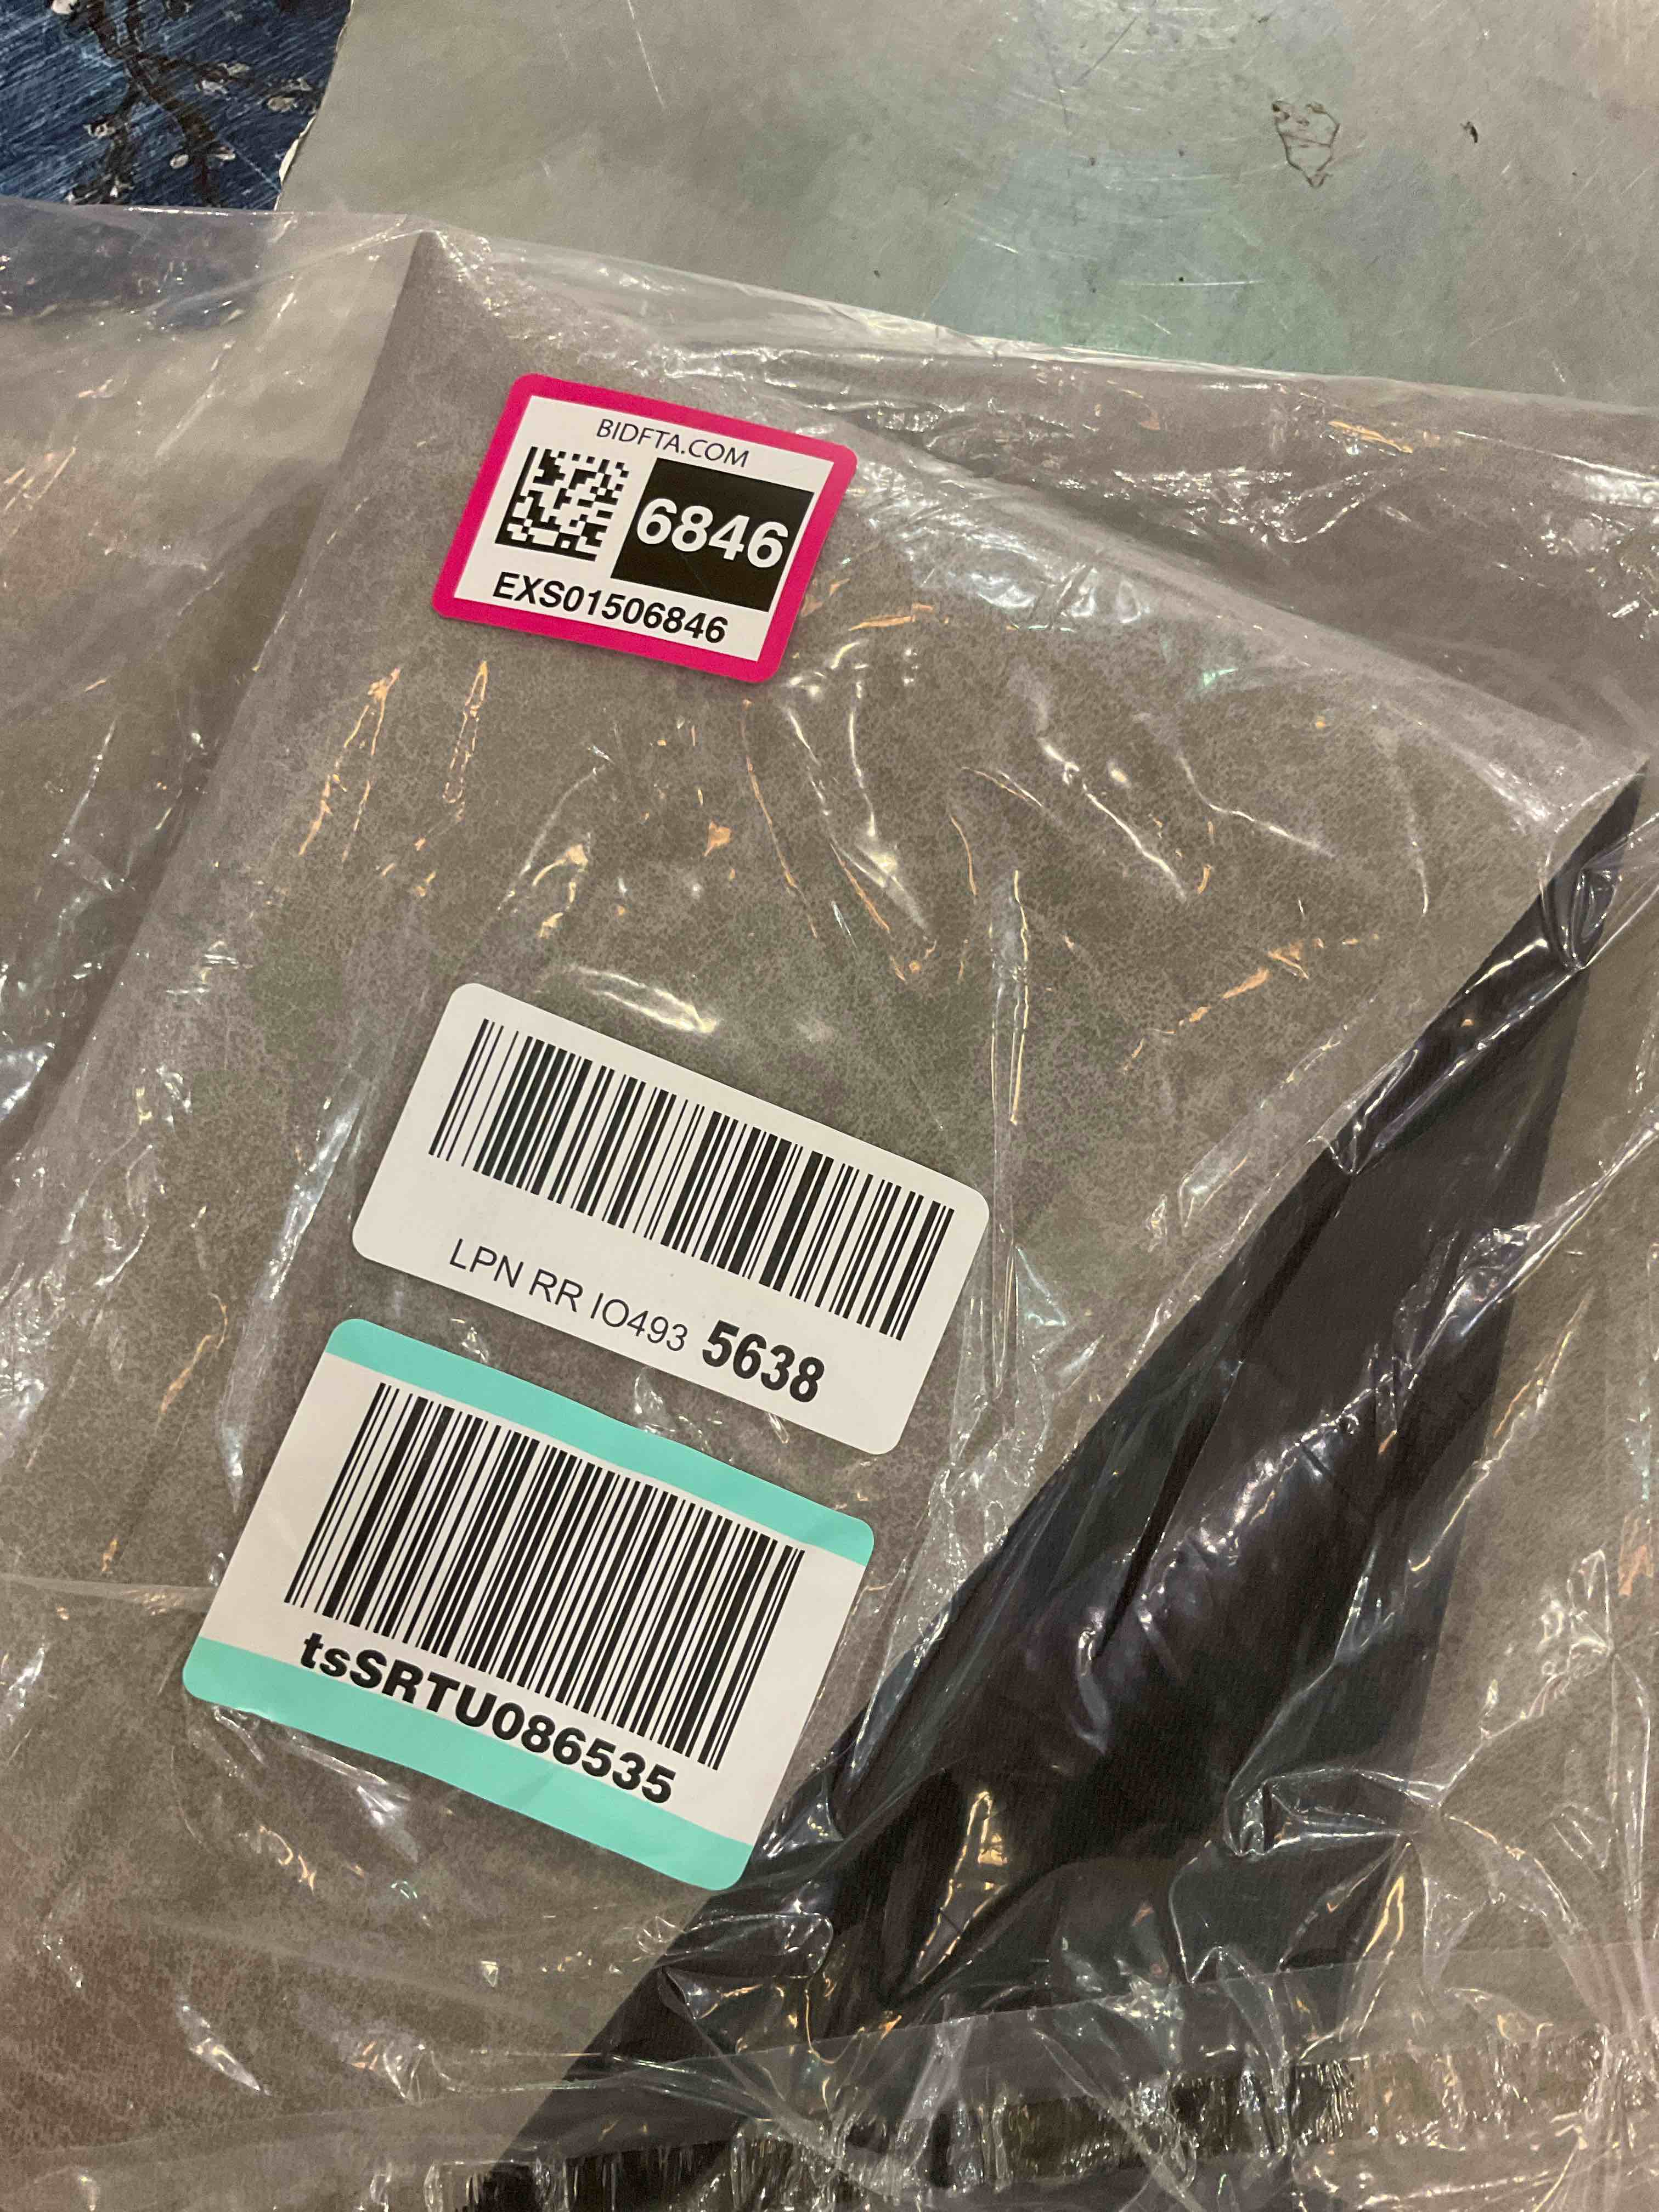 BIDFTA.COM
6846
EXS01506846
LPN RR IO493 5638
tsSRTU086535